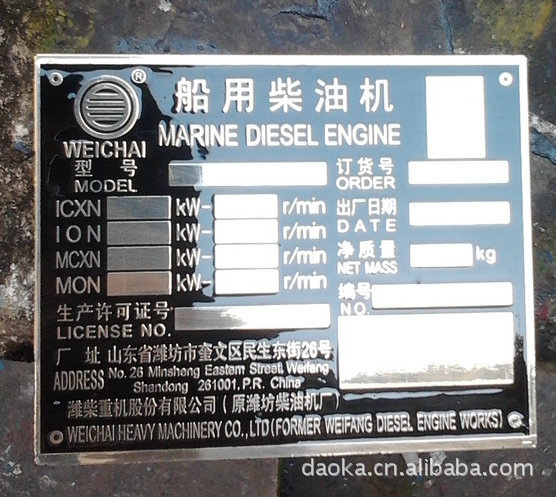 ®
船用柴油机
WEICHAI
MARINE DIESEL ENGINE
型号
MODEL
订货号
ORDER
ICXN kW- r/min
ION kW- r/min
MCXN kW- r/min
MON kW- r/min
出厂日期
DATE
净质量
NET MASS
kg
生产许可证号
LICENSE NO.
编号
NO.
厂址 山东省潍坊市奎文区民生东街26号
ADDRESS No. 26 Minsheng Eastern Street, Weifang
Shandong 261001, P.R. China
潍柴重机股份有限公司（原潍坊柴油机厂）
WEICHAI HEAVY MACHINERY CO.,LTD(FORMER WEIFANG DIESEL ENGINE WORKS)
daoka.cn.alibaba.com